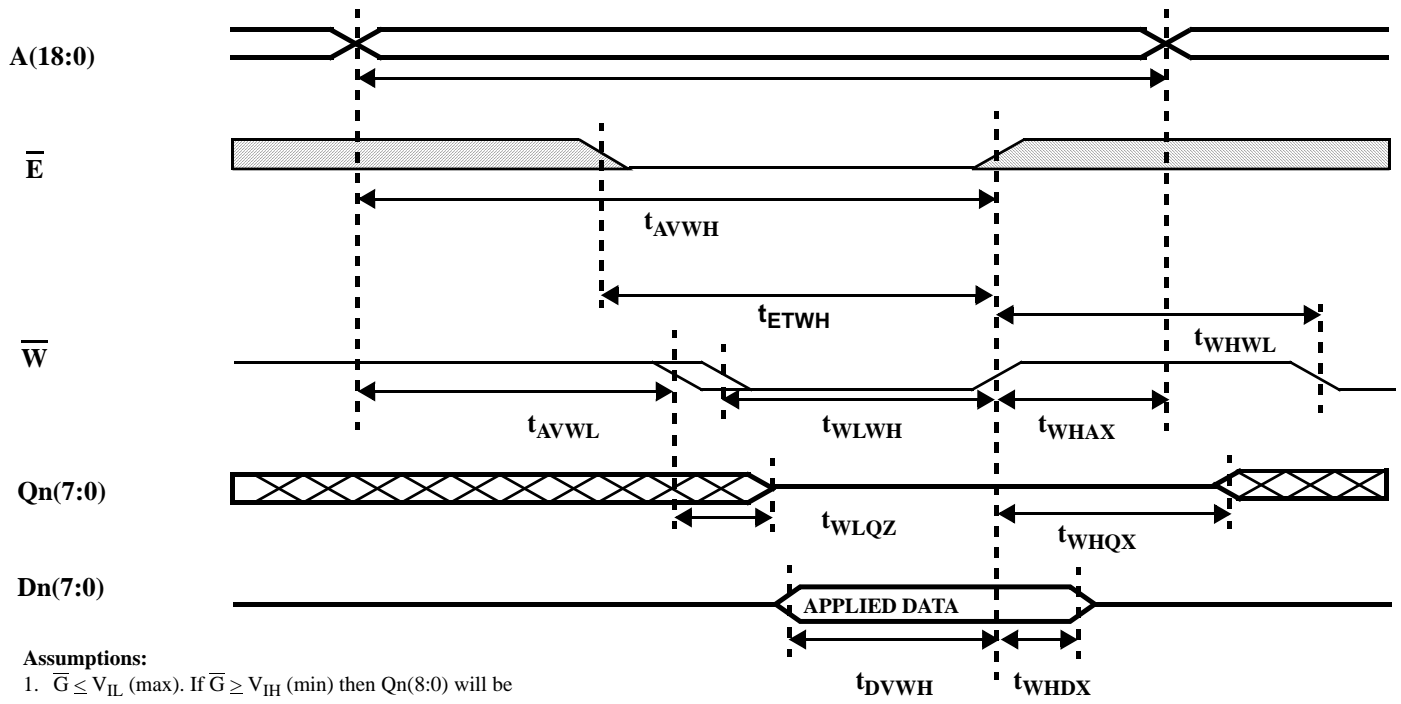 A(18:0)
E
tAVWH
tETWH
W
tWHWL
tAVWL
tWLWH
tWHAX
Qn(7:0)
tWLQZ
tWHQX
Dn(7:0)
APPLIED DATA
Assumptions:
1. G ≤ VIL (max). If G ≥ VIH (min) then Qn(8:0) will be
tDVWH
tWHDX